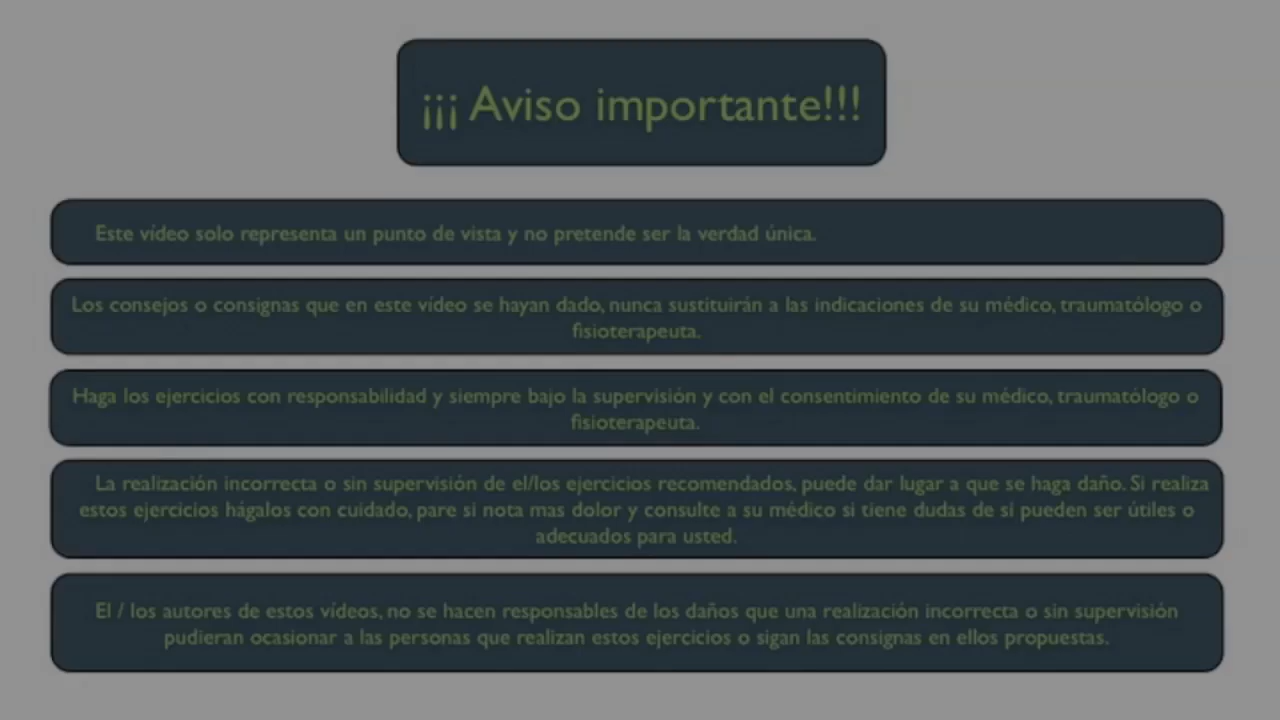 ¡¡¡ Aviso importante!!!
Este vídeo solo representa un punto de vista y no pretende ser la verdad única.
Los consejos o consignas que en este vídeo se hayan dado, nunca sustituirán a las indicaciones de su médico, traumatólogo o
fisioterapeuta.
Haga los ejercicios con responsabilidad y siempre bajo la supervisión y con el consentimiento de su médico, traumatólogo o
fisioterapeuta.
La realización incorrecta o sin supervisión de el/los ejercicios recomendados, puede dar lugar a que se haga daño. Si realiza
estos ejercicios hágalos con cuidado, pare si nota mas dolor y consulte a su médico si tiene dudas de si pueden ser útiles o
adecuados para usted.
El / los autores de estos vídeos, no se hacen responsables de los daños que una realización incorrecta o sin supervisión
pudieran ocasionar a las personas que realizan estos ejercicios o sigan las consignas en ellos propuestas.